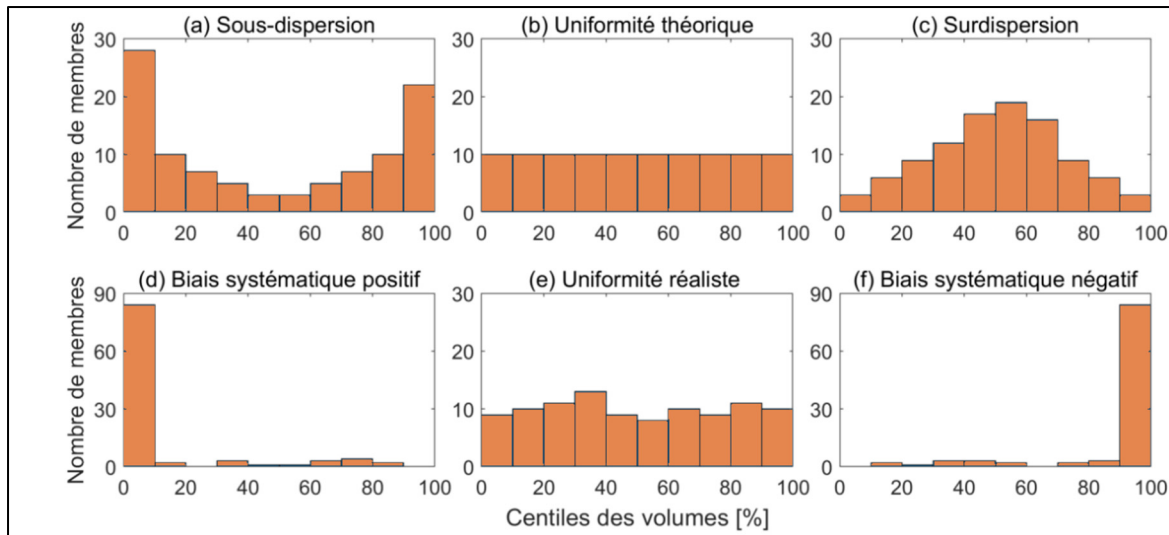 (a) Sous-dispersion
(b) Uniformité théorique
(c) Surdispersion
Nombre de membres
30
20
10
0
0 20 40 60 80 100
30
20
10
0
0 20 40 60 80 100
30
20
10
0
0 20 40 60 80 100
(d) Biais systématique positif
(e) Uniformité réaliste
(f) Biais systématique négatif
Nombre de membres
90
60
30
0
0 20 40 60 80 100
30
20
10
0
0 20 40 60 80 100
90
60
30
0
0 20 40 60 80 100
Centiles des volumes [%]